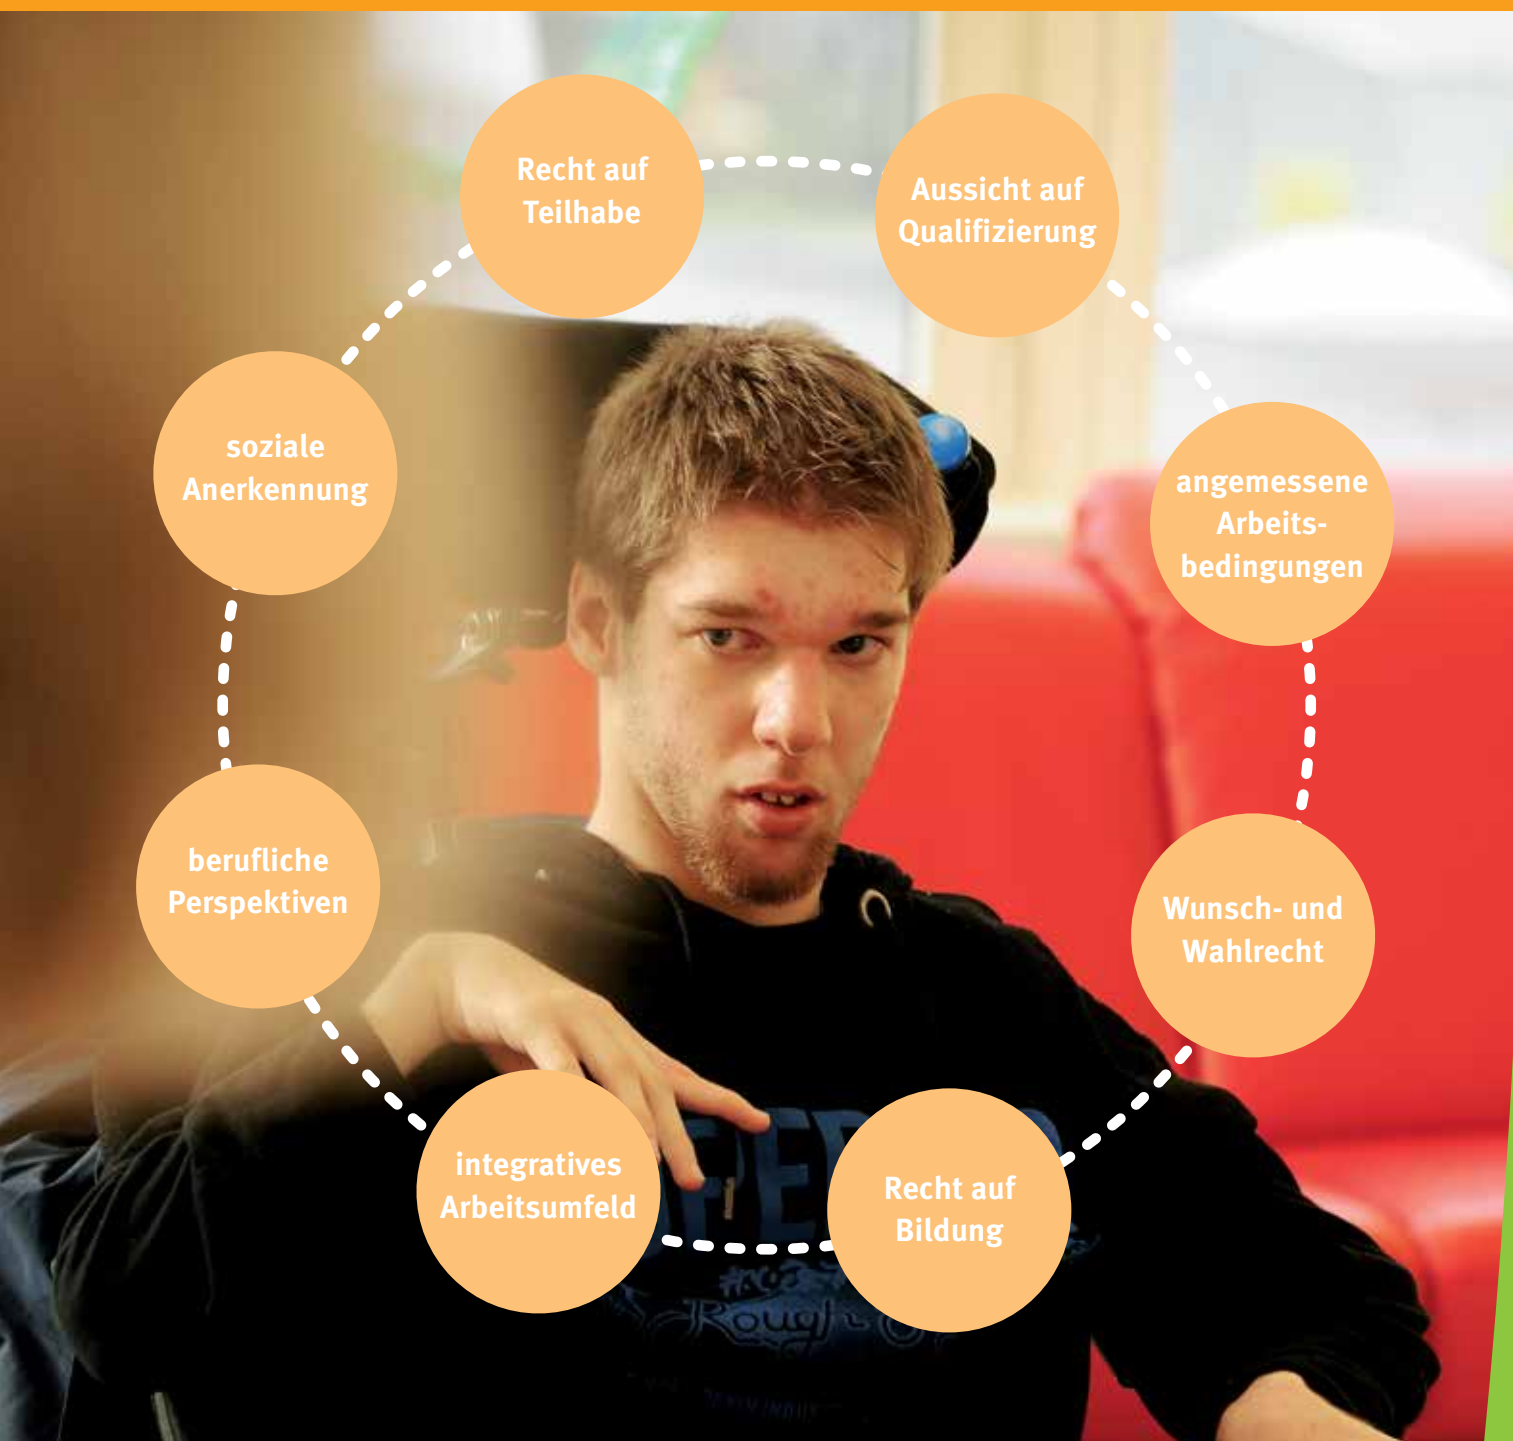 Recht auf
Teilhabe
Aussicht auf
Qualifizierung
angemessene
Arbeits-
bedingungen
Wunsch- und
Wahlrecht
Recht auf
Bildung
integratives
Arbeitsumfeld
berufliche
Perspektiven
soziale
Anerkennung
Rough